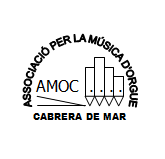 ASSOCIACIÓ PER LA MÚSICA D'ORGUE
AMOC
CABRERA DE MAR